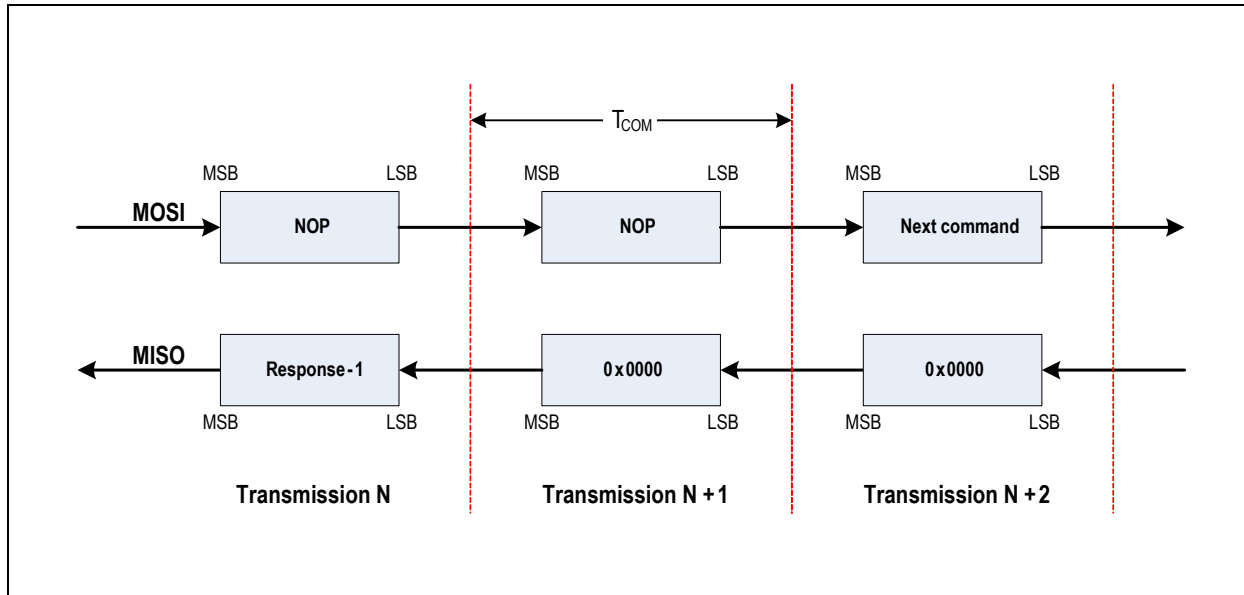 TCOM
MSB LSB MSB LSB MSB LSB
MOSI NOP NOP Next command
MISO Response-1 0x0000 0x0000
MSB LSB MSB LSB MSB LSB
Transmission N Transmission N+1 Transmission N+2